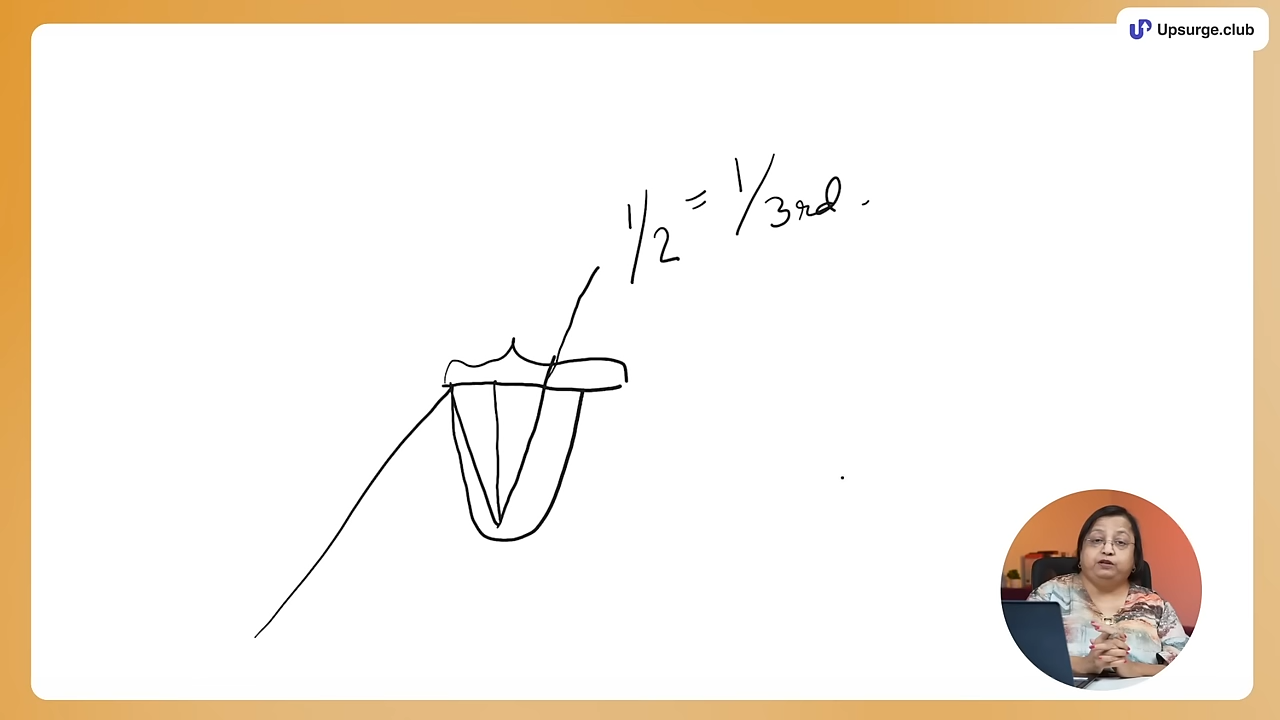 Upsurge.club
1/2 = 1/3rd.